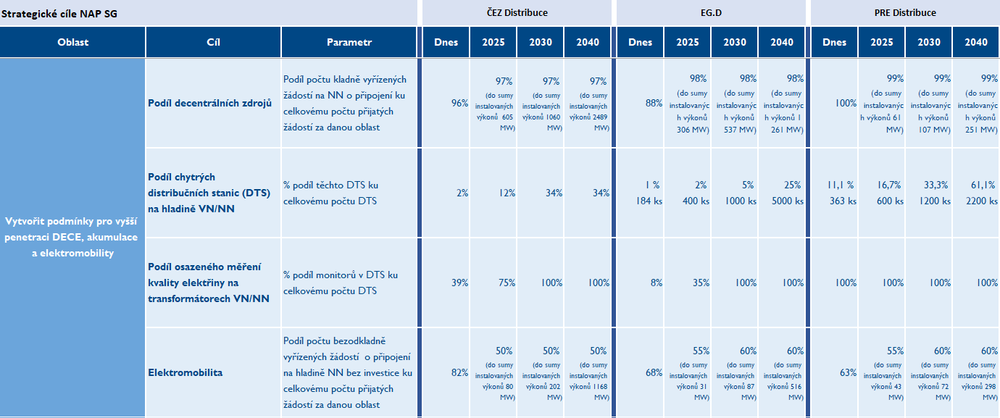 Strategické cíle NAP SG
ČEZ Distribuce
EG.D
PRE Distribuce
Oblast
Cíl
Parametr
Dnes
2025
2030
2040
Dnes
2025
2030
2040
Dnes
2025
2030
2040
Vytvořit podmínky pro vyšší
penetraci DECE, akumulace
a elektromobility
Podíl decentrálních zdrojů
Podíl počtu kladně vyřízených
žádostí na NN o připojení ku
celkovému počtu přijatých
žádostí za danou oblast
96%
97%
(do sumy
instalovaných
výkonů 605
MW)
97%
(do sumy
instalovaných
výkonů 1060
MW)
97%
(do sumy
instalovaných
výkonů 2489
MW)
88%
98%
(do sumy
instalovanýc
h výkonů
306 MW)
98%
(do sumy
instalovanýc
h výkonů
537 MW)
98%
(do sumy
instalovanýc
h výkonů 1
261 MW)
100%
99%
(do sumy
instalovanýc
h výkonů 61
MW)
99%
(do sumy
instalovanýc
h výkonů
107 MW)
99%
(do sumy
instalovanýc
h výkonů
251 MW)
Podíl chytrých
distribučních stanic (DTS)
na hladině VN/NN
% podíl těchto DTS ku
celkovému počtu DTS
2%
12%
34%
34%
1 %
184 ks
2%
400 ks
5%
1000 ks
25%
5000 ks
11,1 %
363 ks
16,7%
600 ks
33,3%
1200 ks
61,1%
2200 ks
Podíl osazeného měření
kvality elektřiny na
transformátorech VN/NN
% podíl monitorů v DTS ku
celkovému počtu DTS
39%
75%
100%
100%
8%
35%
100%
100%
100%
100%
100%
100%
Elektromobilita
Podíl počtu bezodkladně
vyřízených žádostí o připojení
na hladině NN bez investice ku
celkovému počtu přijatých
žádostí za danou oblast
82%
50%
(do sumy
instalovaných
výkonů 80
MW)
50%
(do sumy
instalovaných
výkonů 202
MW)
50%
(do sumy
instalovaných
výkonů 1168
MW)
68%
55%
(do sumy
instalovaných
výkonů 31
MW)
60%
(do sumy
instalovaných
výkonů 87
MW)
60%
(do sumy
instalovaných
výkonů 516
MW)
63%
55%
(do sumy
instalovaných
výkonů 43
MW)
60%
(do sumy
instalovaných
výkonů 72
MW)
60%
(do sumy
instalovaných
výkonů 298
MW)